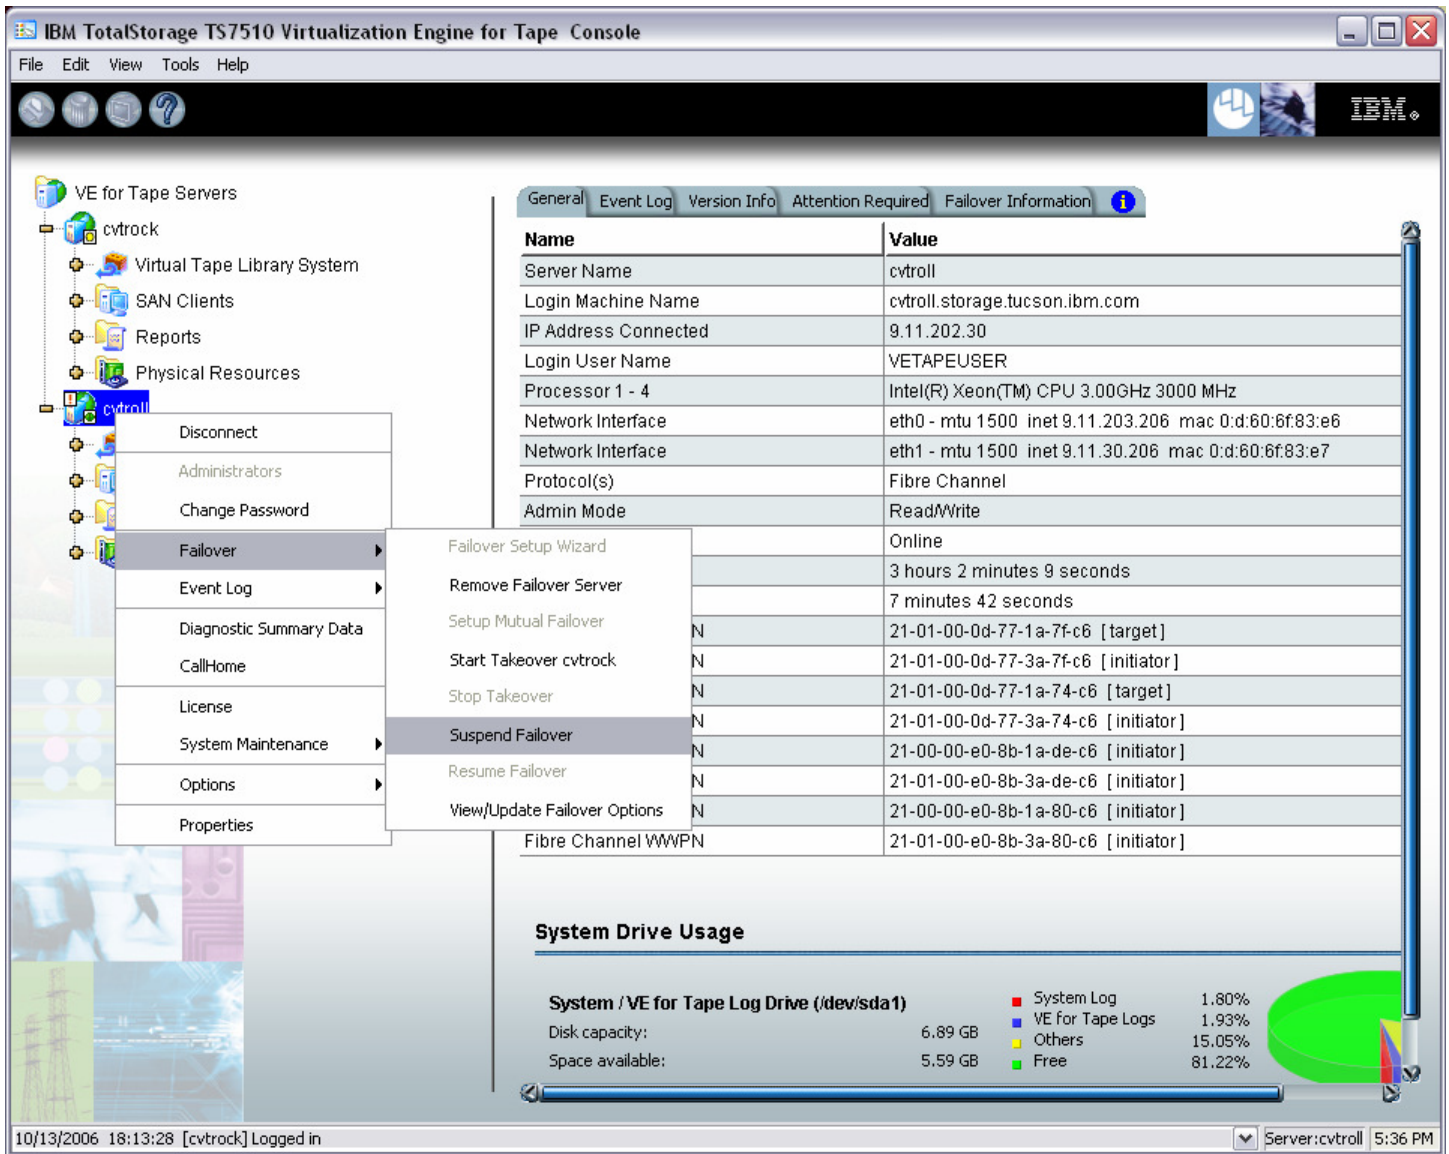 IBM TotalStorage TS7510 Virtualization Engine for Tape  Console
File Edit View Tools Help
IBM
VE for Tape Servers
cvtrock
Virtual Tape Library System
SAN Clients
Reports
Physical Resources
cvtroll
Disconnect
Administrators
Change Password
Failover
Event Log
Diagnostic Summary Data
CallHome
License
System Maintenance
Options
Properties
Failover Setup Wizard
Remove Failover Server
Setup Mutual Failover
Start Takeover cvtrock
Stop Takeover
Suspend Failover
Resume Failover
View/Update Failover Options
General Event Log Version Info Attention Required Failover Information i
Name Value
Server Name cvtroll
Login Machine Name cvtroll.storage.tucson.ibm.com
IP Address Connected 9.11.202.30
Login User Name VETAPEUSER
Processor 1 - 4 Intel(R) Xeon(TM) CPU 3.00GHz 3000 MHz
Network Interface eth0 - mtu 1500 inet 9.11.203.206 mac 0:d:60:6f:83:e6
Network Interface eth1 - mtu 1500 inet 9.11.30.206 mac 0:d:60:6f:83:e7
Protocol(s) Fibre Channel
Admin Mode Read/Write
Online
3 hours 2 minutes 9 seconds
7 minutes 42 seconds
N 21-01-00-0d-77-1a-7f-c6 [target]
N 21-01-00-0d-77-3a-7f-c6 [initiator]
N 21-01-00-0d-77-1a-74-c6 [target]
N 21-01-00-0d-77-3a-74-c6 [initiator]
N 21-00-00-e0-8b-1a-de-c6 [initiator]
N 21-01-00-e0-8b-3a-de-c6 [initiator]
N 21-00-00-e0-8b-1a-80-c6 [initiator]
Fibre Channel WWPN 21-01-00-e0-8b-3a-80-c6 [initiator]
System Drive Usage
System / VE for Tape Log Drive (/dev/sda1)
Disk capacity: 6.89 GB
Space available: 5.59 GB
System Log 1.80%
VE for Tape Logs 1.93%
Others 15.05%
Free 81.22%
10/13/2006 18:13:28 [cvtrock] Logged in
Server:cvtroll 5:36 PM